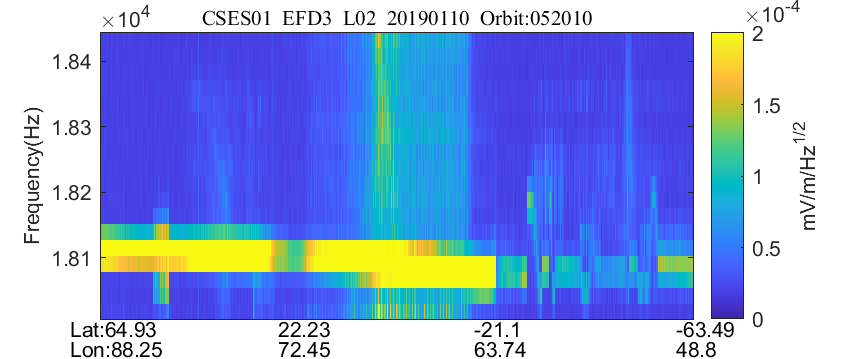 ×10⁴ CSES01 EFD3 L02 20190110 Orbit:052010 ×10⁻⁴
1.84
1.83
1.82
1.81
Frequency(Hz)
2
1.5
1
0.5
0
mV/m/Hz^1/2
Lat:64.93 22.23 -21.1 -63.49
Lon:88.25 72.45 63.74 48.8